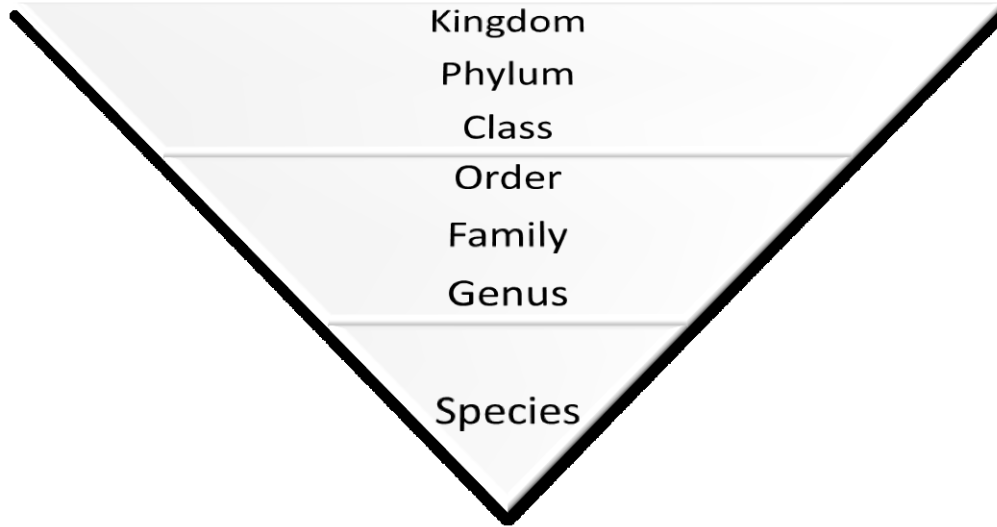 Kingdom
Phylum
Class
Order
Family
Genus
Species